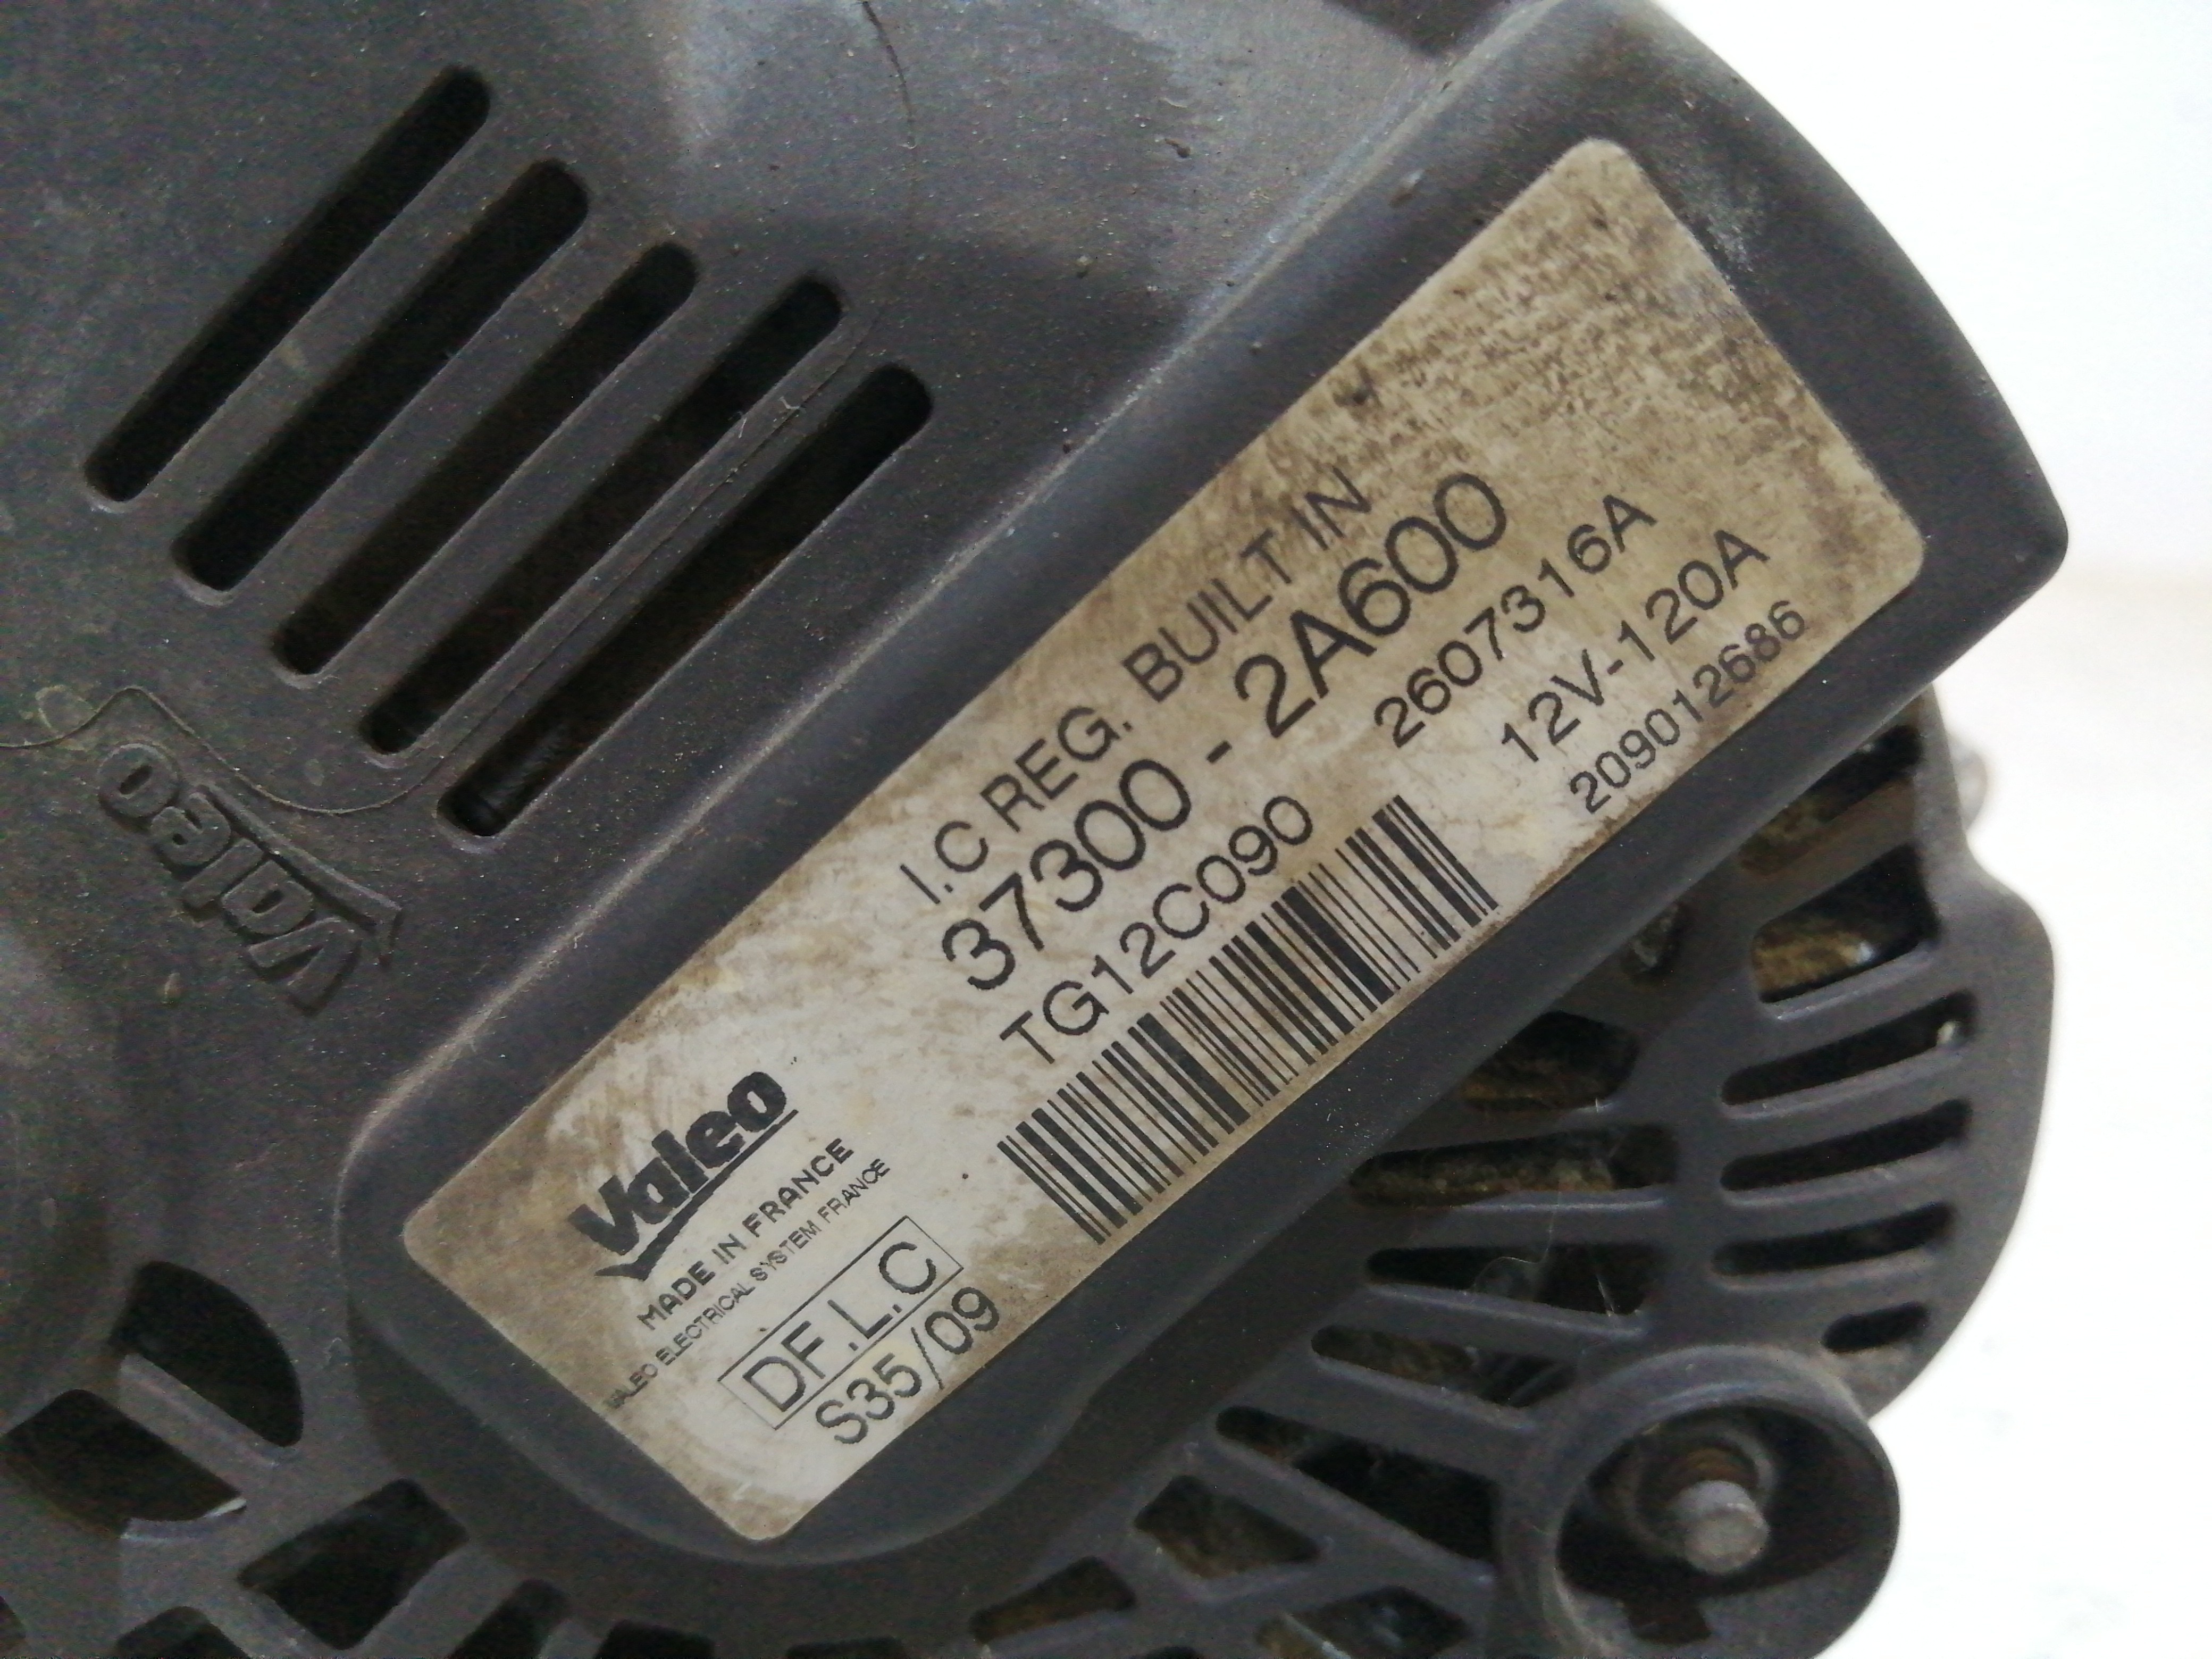 Valeo
I.C REG. BUILT IN
37300 - 2A600
TG12C090 2607316A
12V-120A
209012686
Valeo
MADE IN FRANCE
VALEO ELECTRICAL SYSTEM FRANCE
DF.L.C
S35/09